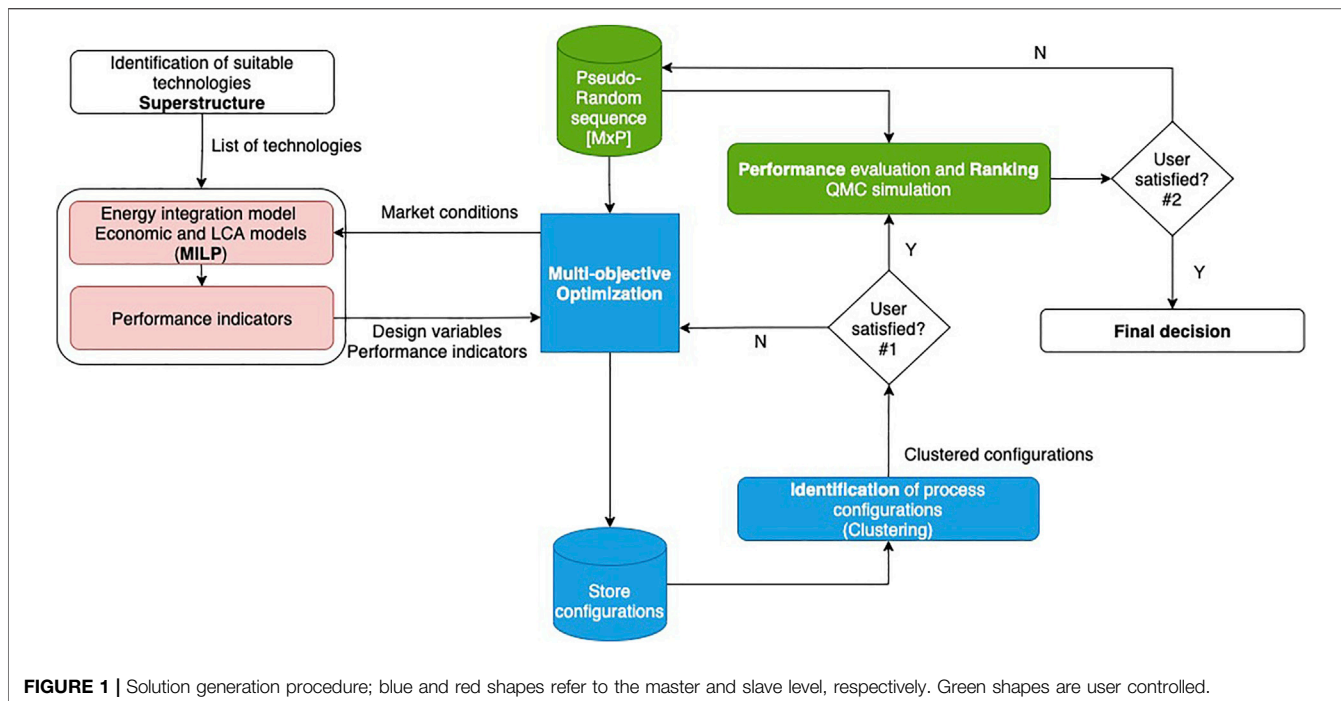 Identification of suitable
technologies
Superstructure
List of technologies
Energy integration model
Economic and LCA models
(MILP)
Performance indicators
Market conditions
Design variables
Performance indicators
Pseudo-
Random
sequence
[MxP]
Multi-objective
Optimization
Store
configurations
Identification of process
configurations
(Clustering)
Clustered configurations
User
satisfied?
#1
N
Y
Performance evaluation and Ranking
QMC simulation
User
satisfied?
#2
N
Y
Final decision
FIGURE 1 | Solution generation procedure; blue and red shapes refer to the master and slave level, respectively. Green shapes are user controlled.